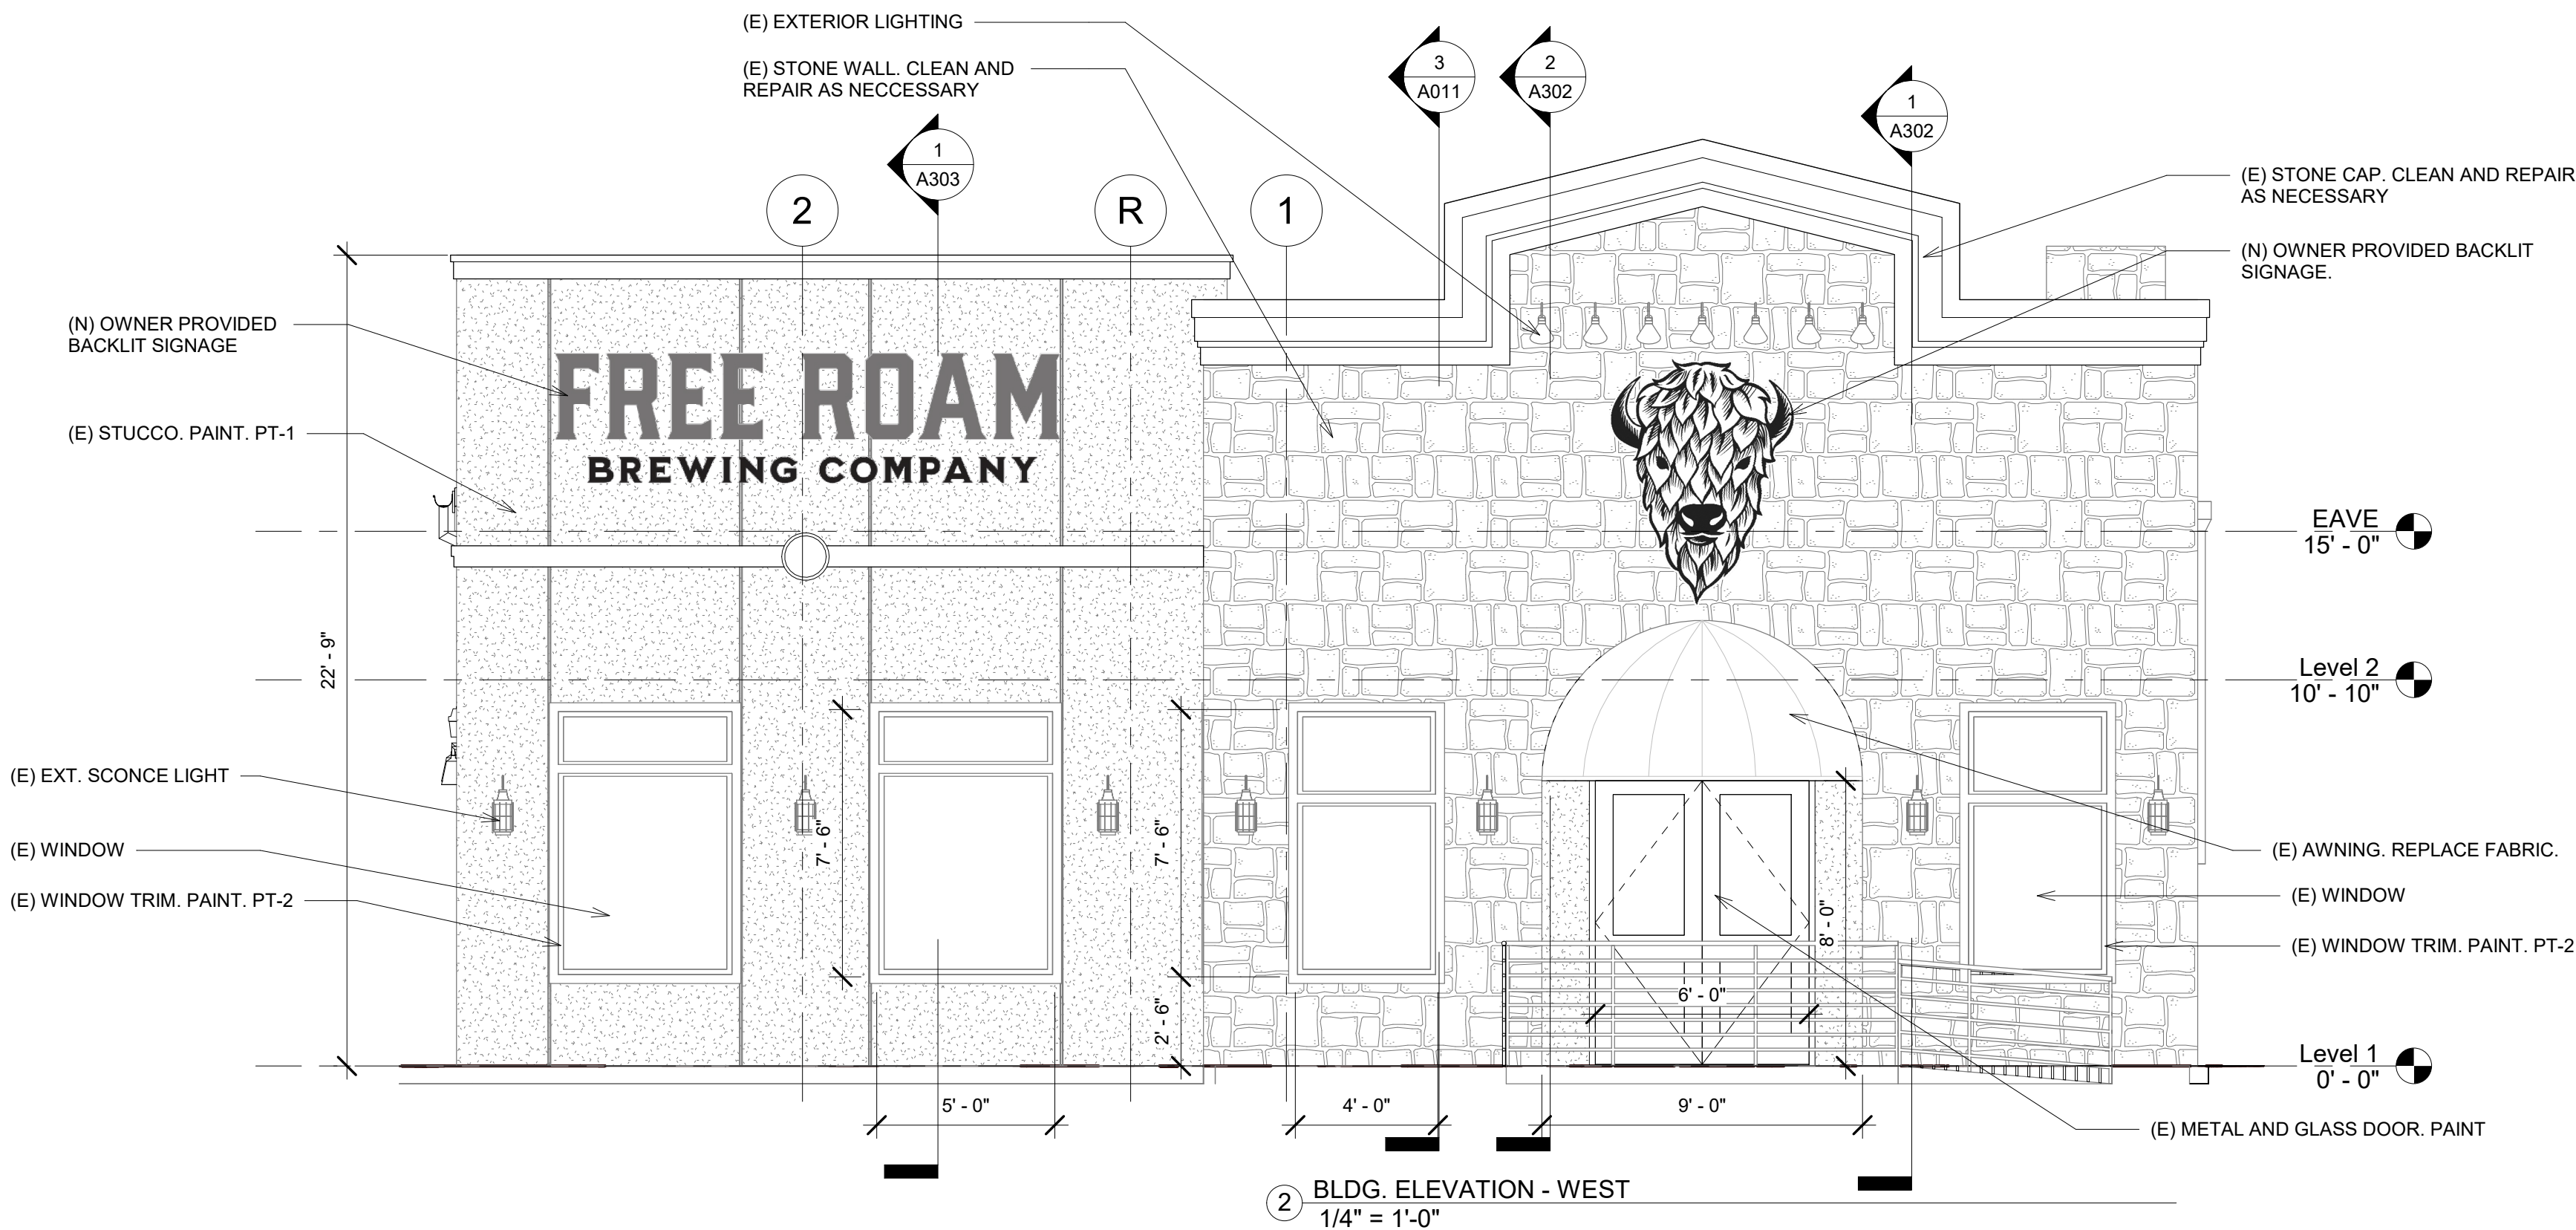 (E) EXTERIOR LIGHTING
(E) STONE WALL. CLEAN AND
REPAIR AS NECCESSARY
3
A011
2
A302
1
A302
1
A303
2
R
1
(E) STONE CAP. CLEAN AND REPAIR
AS NECESSARY
(N) OWNER PROVIDED BACKLIT
SIGNAGE.
(N) OWNER PROVIDED
BACKLIT SIGNAGE
FREE ROAM
BREWING COMPANY
(E) STUCCO. PAINT. PT-1
EAVE
15' - 0"
22' - 9"
Level 2
10' - 10"
(E) EXT. SCONCE LIGHT
(E) WINDOW
(E) WINDOW TRIM. PAINT. PT-2
7' - 6"
7' - 6"
2' - 6"
8' - 0"
6' - 0"
(E) AWNING. REPLACE FABRIC.
(E) WINDOW
(E) WINDOW TRIM. PAINT. PT-2
Level 1
0' - 0"
5' - 0"
4' - 0"
9' - 0"
(E) METAL AND GLASS DOOR. PAINT
2
BLDG. ELEVATION - WEST
1/4" = 1'-0"